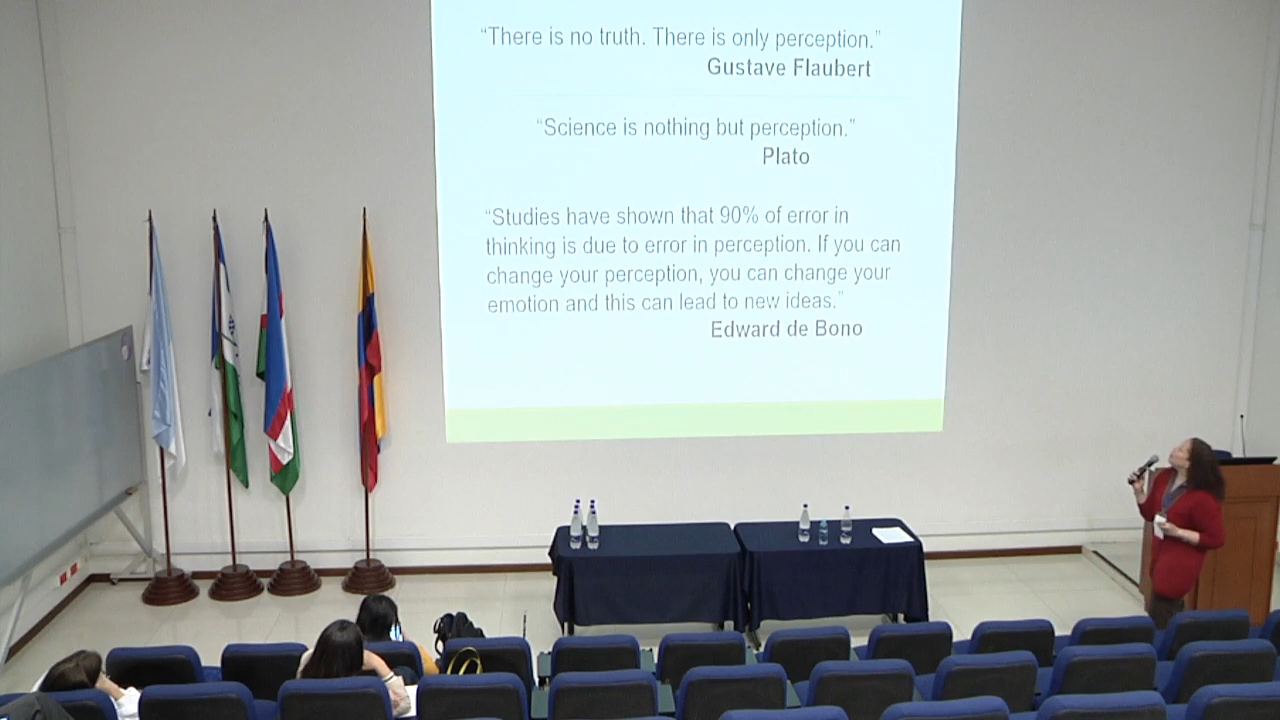 “There is no truth. There is only perception.”
Gustave Flaubert
“Science is nothing but perception.”
Plato
“Studies have shown that 90% of error in
thinking is due to error in perception. If you can
change your perception, you can change your
emotion and this can lead to new ideas.”
Edward de Bono